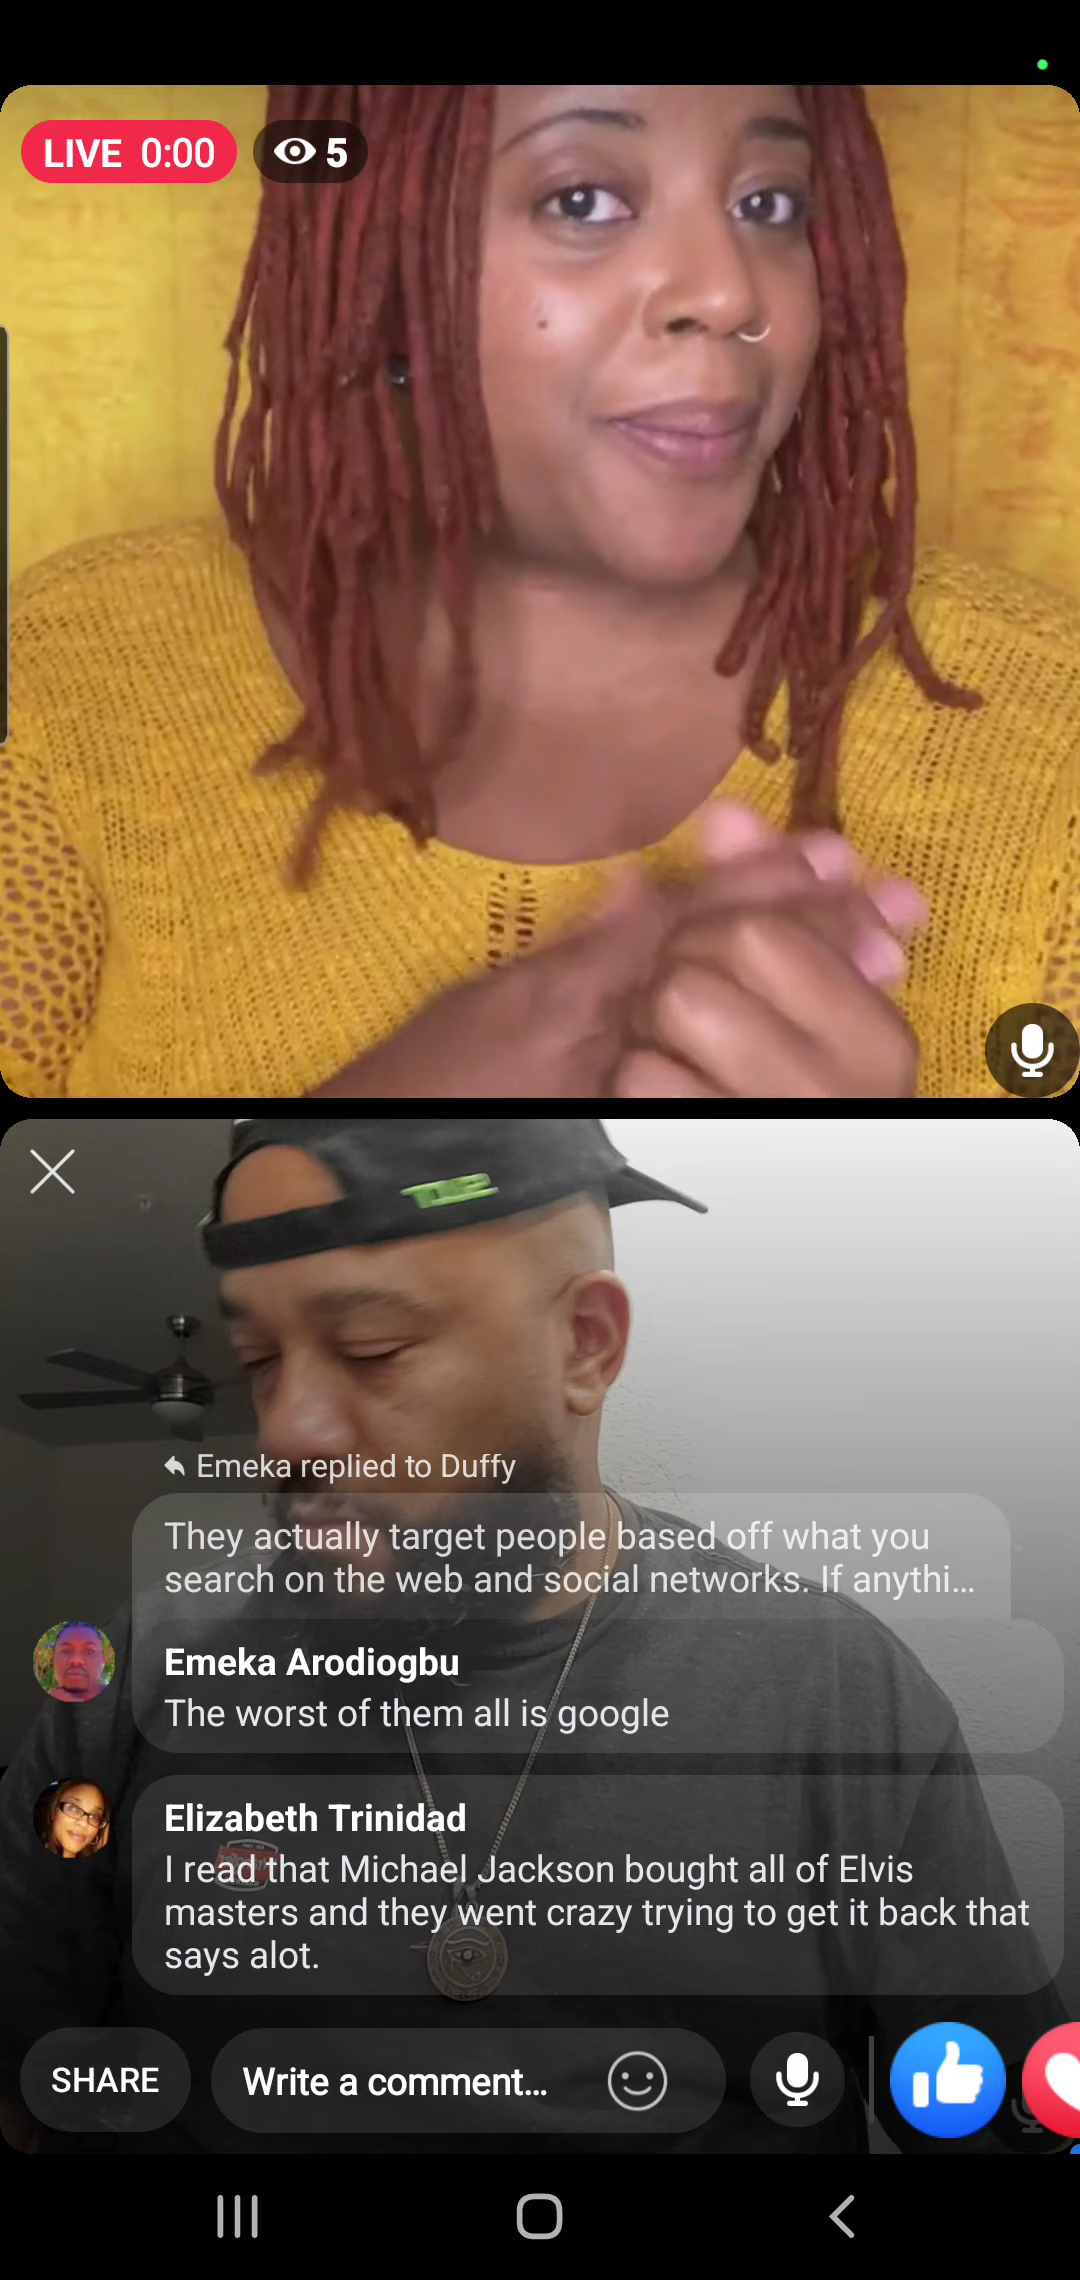 LIVE 0:00
5
Emeka replied to Duffy
They actually target people based off what you
search on the web and social networks. If anythi...
Emeka Arodiogbu
The worst of them all is google
Elizabeth Trinidad
I read that Michael Jackson bought all of Elvis
masters and they went crazy trying to get it back that
says alot.
SHARE
Write a comment...